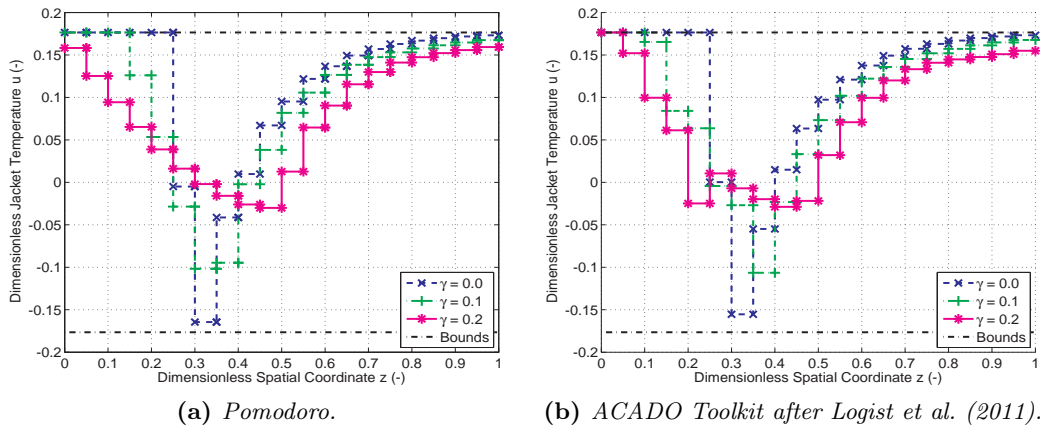 Dimensionless Jacket Temperature u (-)
0.2
0.15
0.1
0.05
0
-0.05
-0.1
-0.15
-0.2
γ = 0.0
γ = 0.1
γ = 0.2
Bounds
0 0.1 0.2 0.3 0.4 0.5 0.6 0.7 0.8 0.9 1
Dimensionless Spatial Coordinate z (-)
(a) Pomodoro.
Dimensionless Jacket Temperature u (-)
0.2
0.15
0.1
0.05
0
-0.05
-0.1
-0.15
-0.2
γ = 0.0
γ = 0.1
γ = 0.2
Bounds
0 0.1 0.2 0.3 0.4 0.5 0.6 0.7 0.8 0.9 1
Dimensionless Spatial Coordinate z (-)
(b) ACADO Toolkit after Logist et al. (2011).